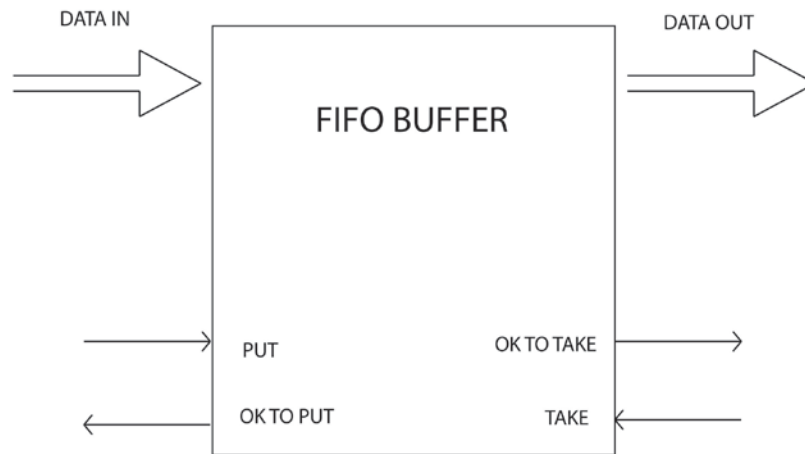 DATA IN
DATA OUT
FIFO BUFFER
PUT
OK TO TAKE
OK TO PUT
TAKE